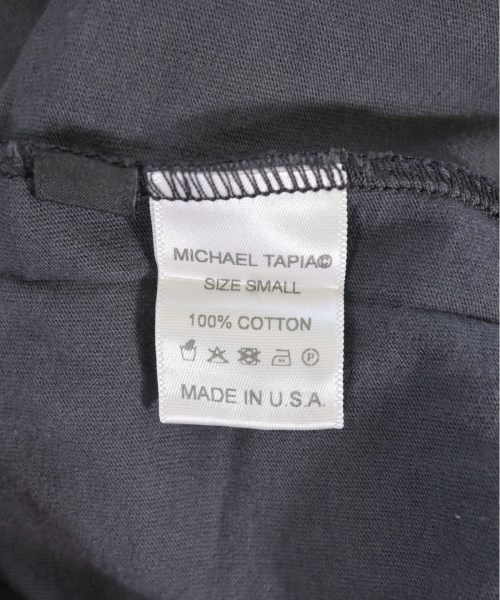 MICHAEL TAPIA©
SIZE SMALL
100% COTTON
MADE IN U.S.A.